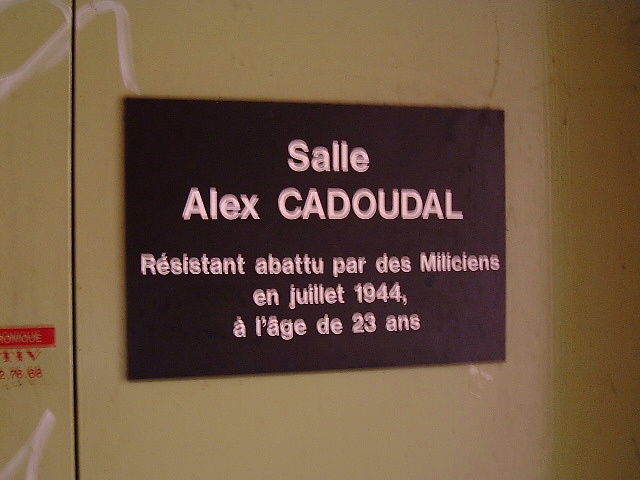 Salle
Alex CADOUDAL
Résistant abattu par des Miliciens
en juillet 1944,
à l'âge de 23 ans